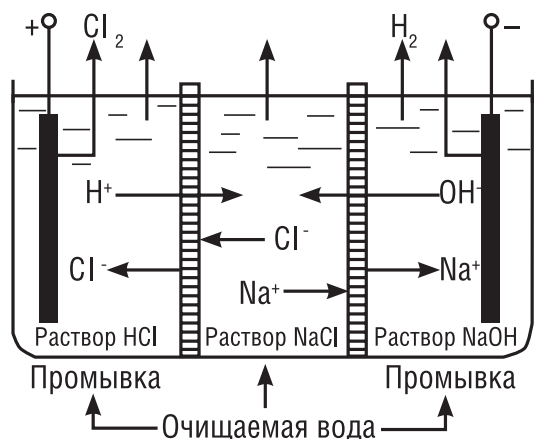 + Cl₂ H₂ −
H⁺ OH⁻
Cl⁻
Cl⁻ Na⁺
Na⁺
Раствор HCl Раствор NaCl Раствор NaOH
Промывка Промывка
Очищаемая вода